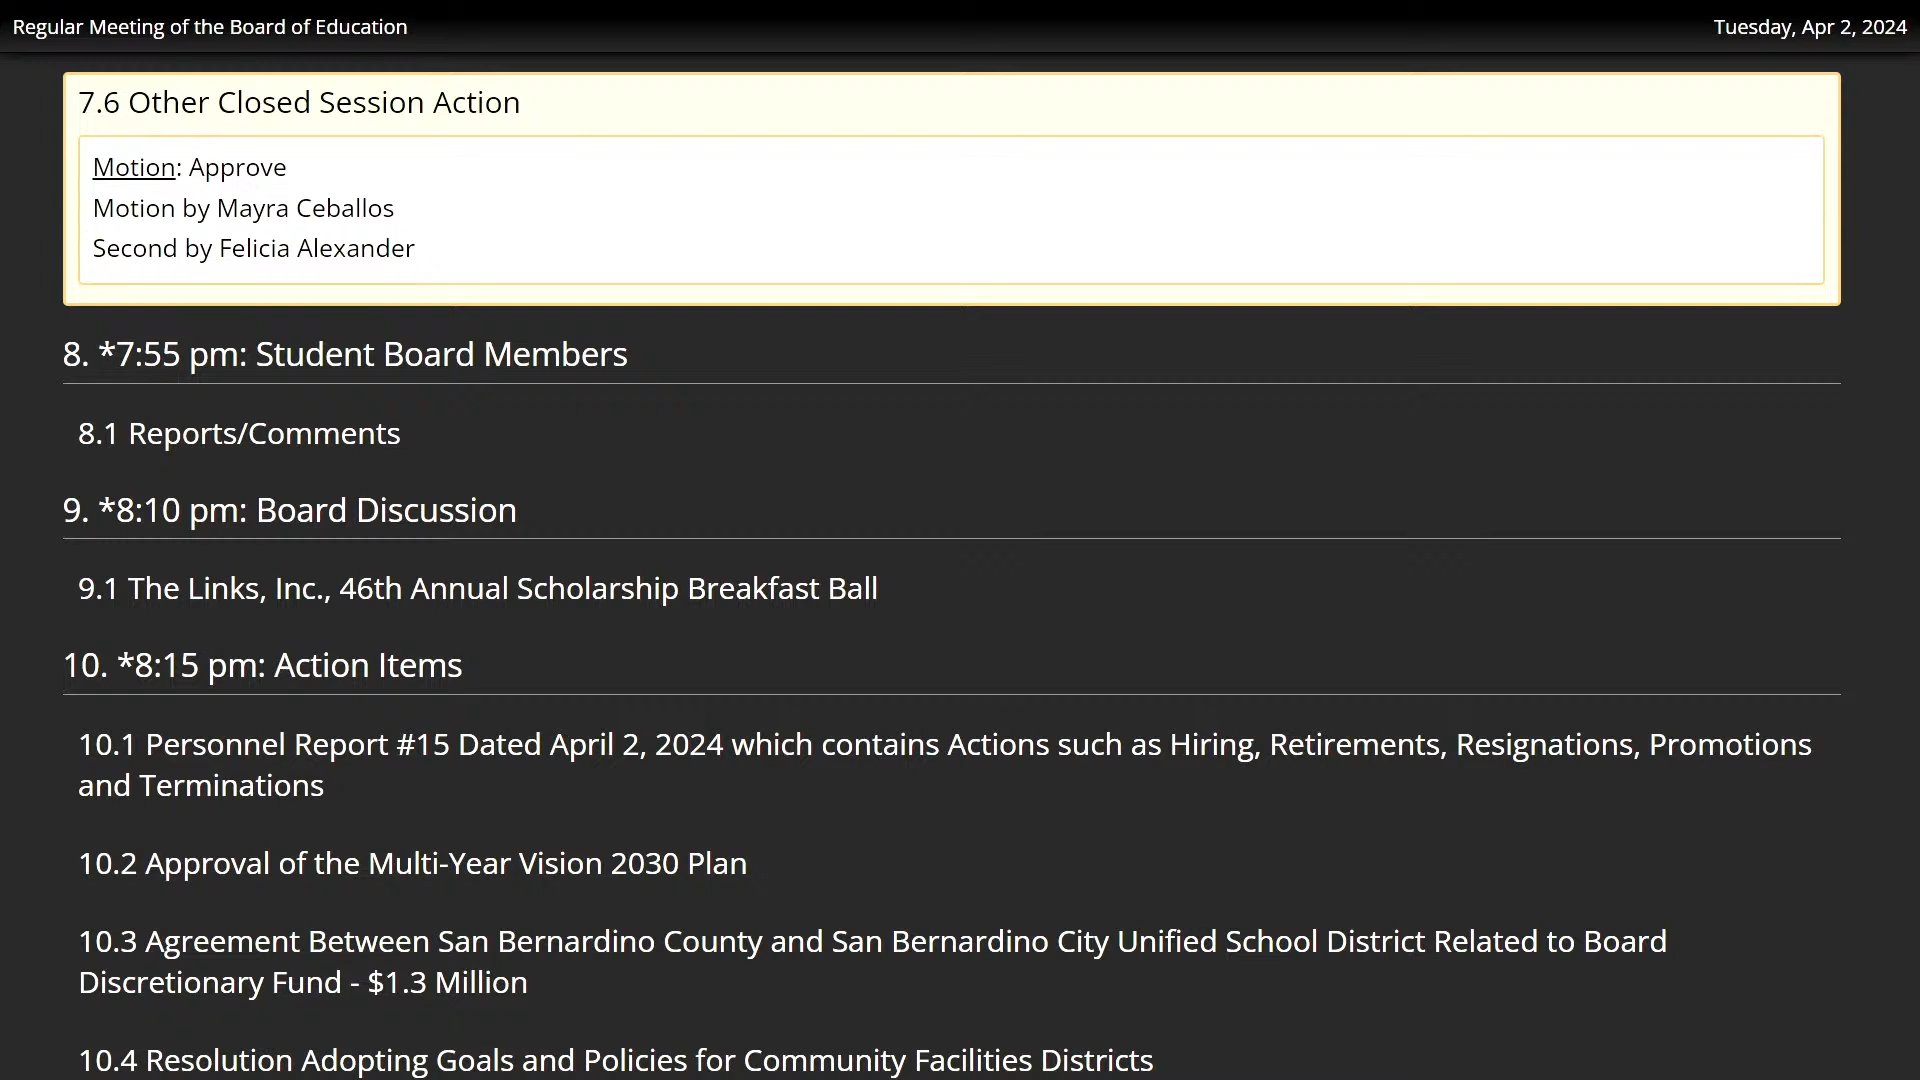 Regular Meeting of the Board of Education
Tuesday, Apr 2, 2024
7.6 Other Closed Session Action
Motion: Approve
Motion by Mayra Ceballos
Second by Felicia Alexander
8. *7:55 pm: Student Board Members
8.1 Reports/Comments
9. *8:10 pm: Board Discussion
9.1 The Links, Inc., 46th Annual Scholarship Breakfast Ball
10. *8:15 pm: Action Items
10.1 Personnel Report #15 Dated April 2, 2024 which contains Actions such as Hiring, Retirements, Resignations, Promotions
and Terminations
10.2 Approval of the Multi-Year Vision 2030 Plan
10.3 Agreement Between San Bernardino County and San Bernardino City Unified School District Related to Board
Discretionary Fund - $1.3 Million
10.4 Resolution Adopting Goals and Policies for Community Facilities Districts